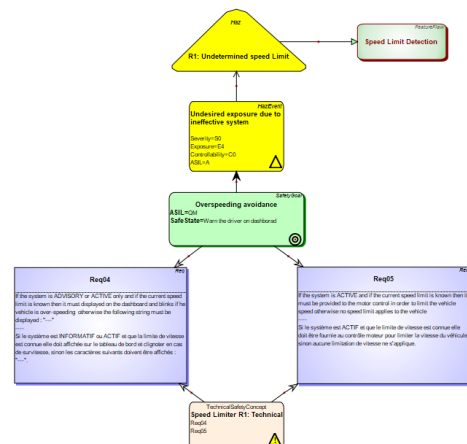 Haz
R1: Undetermined speed Limit
FeatureFlaw
Speed Limit Detection
HazEvent
Undesired exposure due to
ineffective system
Severity=S0
Exposure=E4
Controllability=C0
ASIL=A
SafetyGoal
Overspeeding avoidance
ASIL=QM
SafeState=Warn the driver on dashborad
Req
Req04
If the system is ADVISORY or ACTIVE only and if the current speed
limit is known then it must displayed on the dashboard and blinks if he
vehicle is over-speeding otherwise the following string must be
displayed : "---"
-----
Si le système est INFORMATIF ou ACTIF et que la limite de vitesse
est connue elle doit affichée sur le tableau de bord et clignoter en cas
de survitesse, sinon les caractères suivants doivent être affichés :
"---".
Req05
If the system is ACTIVE and if the current speed limit is known then it
must be provided to the motor control in order to limit the vehicle
speed otherwise no speed limit applies to the vehicle
-----
Si le système est ACTIF et que le limite de vitesse est connue elle
doit être fournie au contrôle moteur pour limiter la vitesse du véhicule
sinon aucune limitation de vitesse ne s'applique.
TechnicalSafetyConcept
Speed Limiter R1: Technical
Req04
Req05